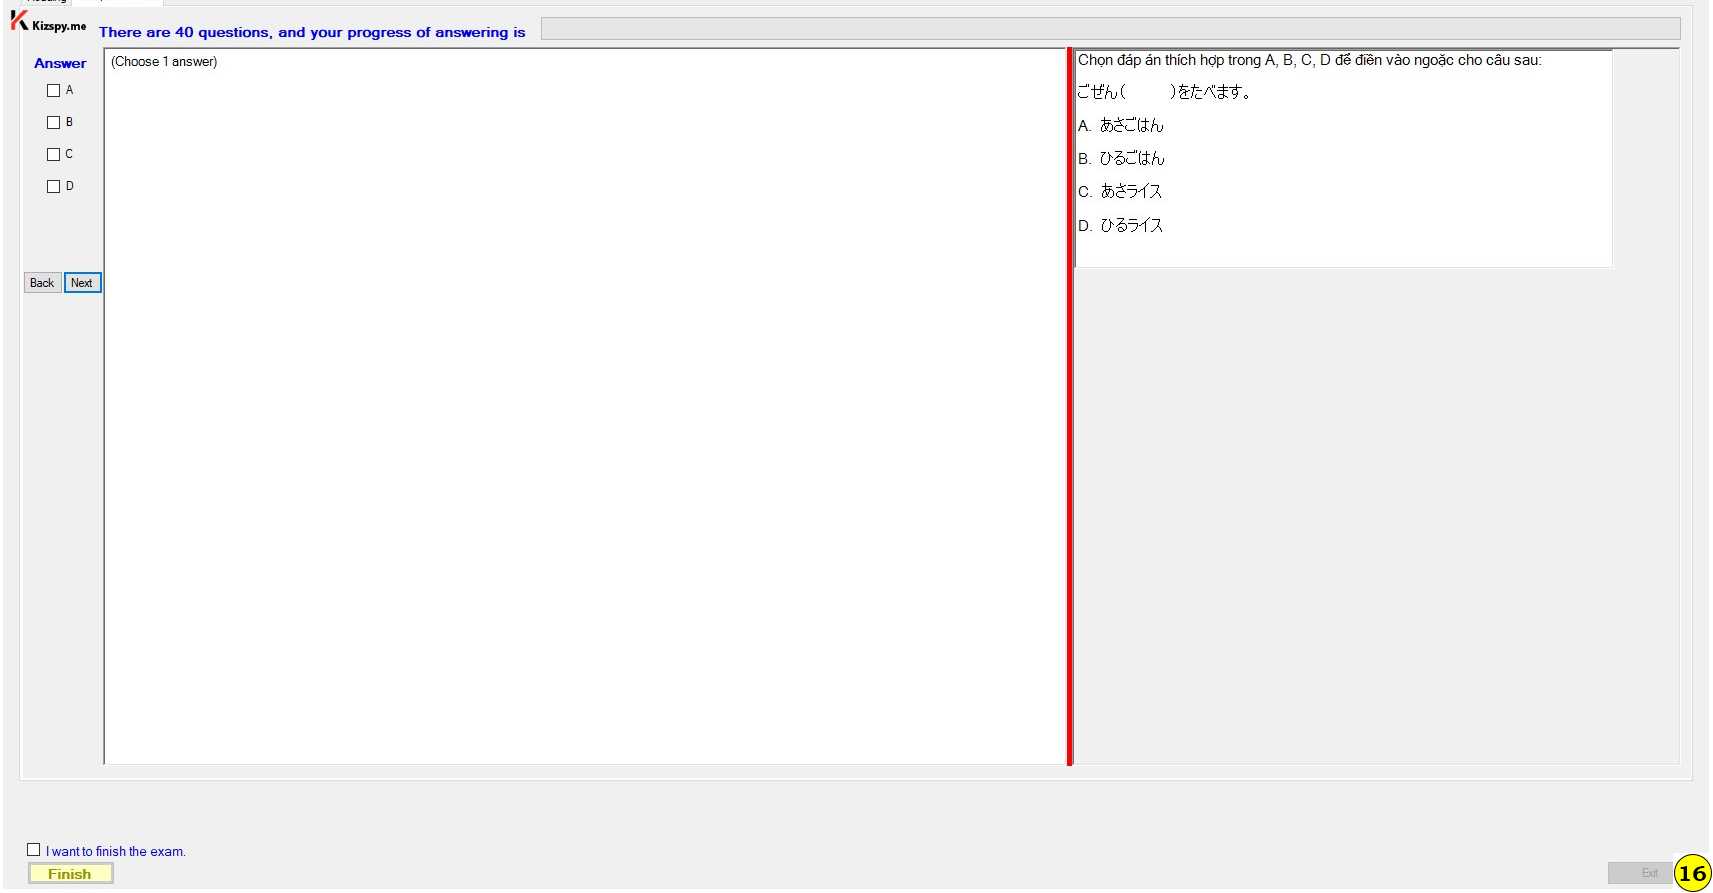 Kizspy.me
There are 40 questions, and your progress of answering is
Answer
(Choose 1 answer)
A
B
C
D
Back Next
Chọn đáp án thích hợp trong A, B, C, D để điền vào ngoặc cho câu sau:
ごぜん(　　　)をたべます。
A. あさごはん
B. ひるごはん
C. あさライス
D. ひるライス
I want to finish the exam.
Finish
Exit
16